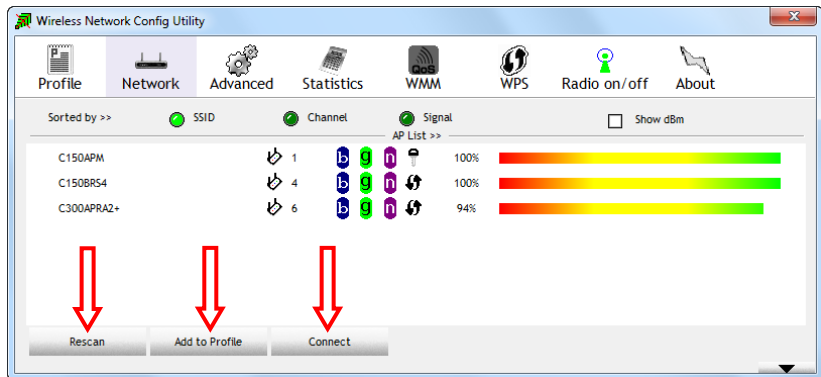 Wireless Network Config Utility
Profile Network Advanced Statistics WMM WPS Radio on/off About
Sorted by >> SSID Channel Signal Show dBm
AP List >>
C150APM 1 b g n 100%
C150BRS4 4 b g n 100%
C300APRA2+ 6 b g n 94%
Rescan Add to Profile Connect